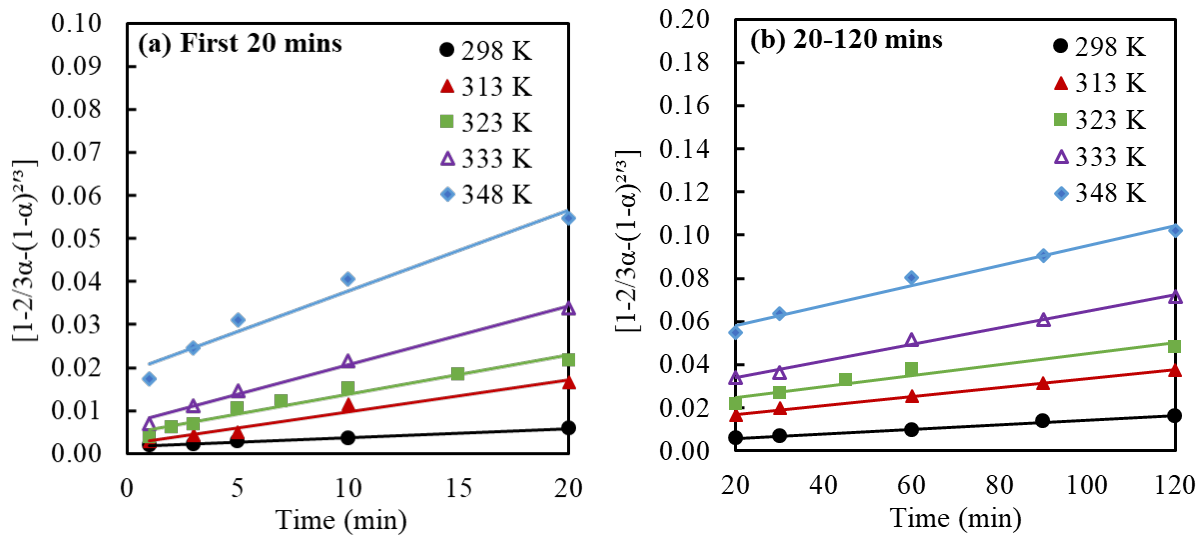 (a) First 20 mins
298 K
313 K
323 K
333 K
348 K
0.10
0.09
0.08
0.07
0.06
0.05
0.04
0.03
0.02
0.01
0.00
[1-2/3α-(1-α)²′³]
0
5
10
15
20
Time (min)
(b) 20-120 mins
298 K
313 K
323 K
333 K
348 K
0.20
0.18
0.16
0.14
0.12
0.10
0.08
0.06
0.04
0.02
0.00
[1-2/3α-(1-α)²′³]
20
40
60
80
100
120
Time (min)